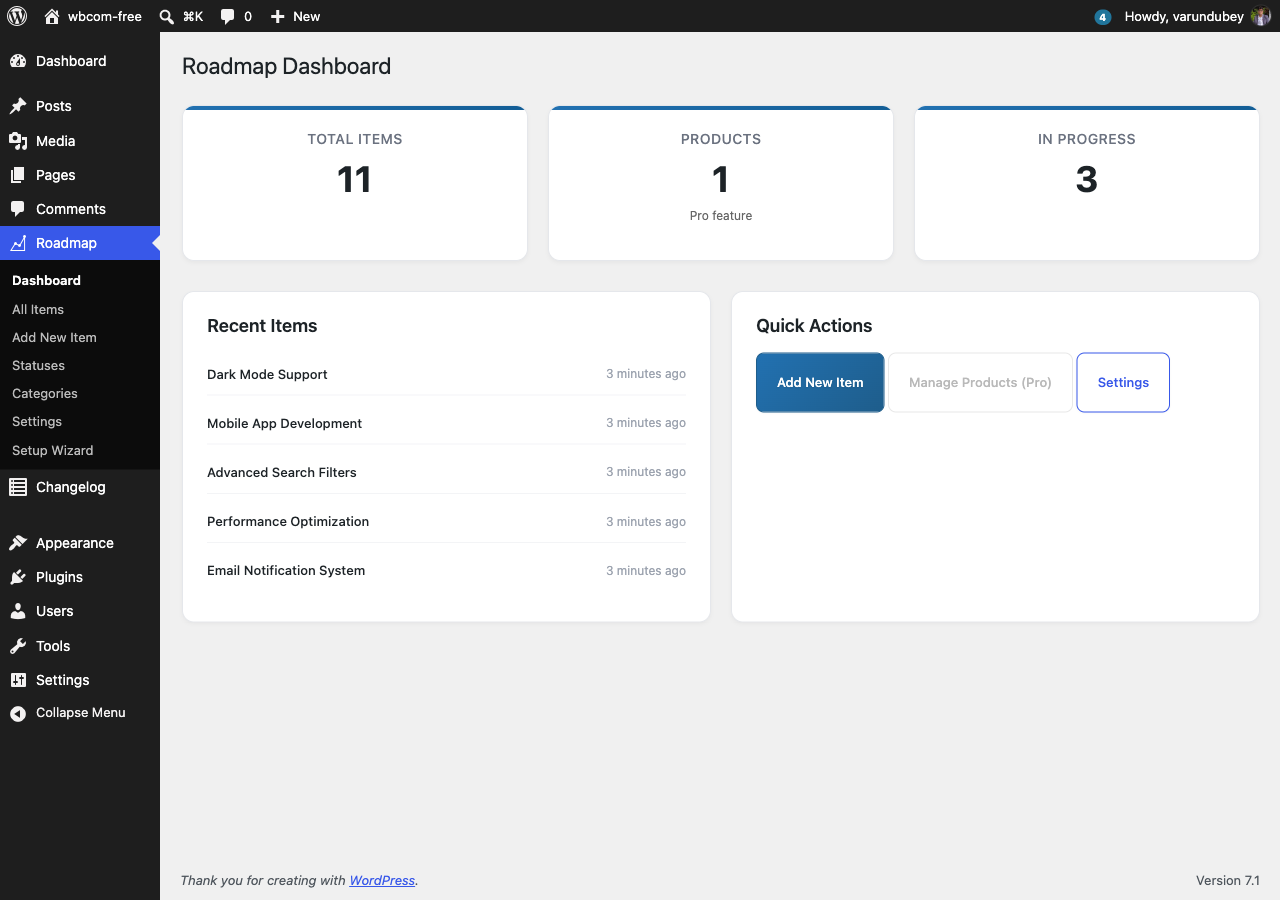 wbcom-free ⌘K 0 New 4 Howdy, varundubey
Dashboard
Posts
Media
Pages
Comments
Roadmap
Dashboard
All Items
Add New Item
Statuses
Categories
Settings
Setup Wizard
Changelog
Appearance
Plugins
Users
Tools
Settings
Collapse Menu
Roadmap Dashboard
TOTAL ITEMS
11
PRODUCTS
1
Pro feature
IN PROGRESS
3
Recent Items
Dark Mode Support 3 minutes ago
Mobile App Development 3 minutes ago
Advanced Search Filters 3 minutes ago
Performance Optimization 3 minutes ago
Email Notification System 3 minutes ago
Quick Actions
Add New Item Manage Products (Pro) Settings
Thank you for creating with WordPress. Version 7.1